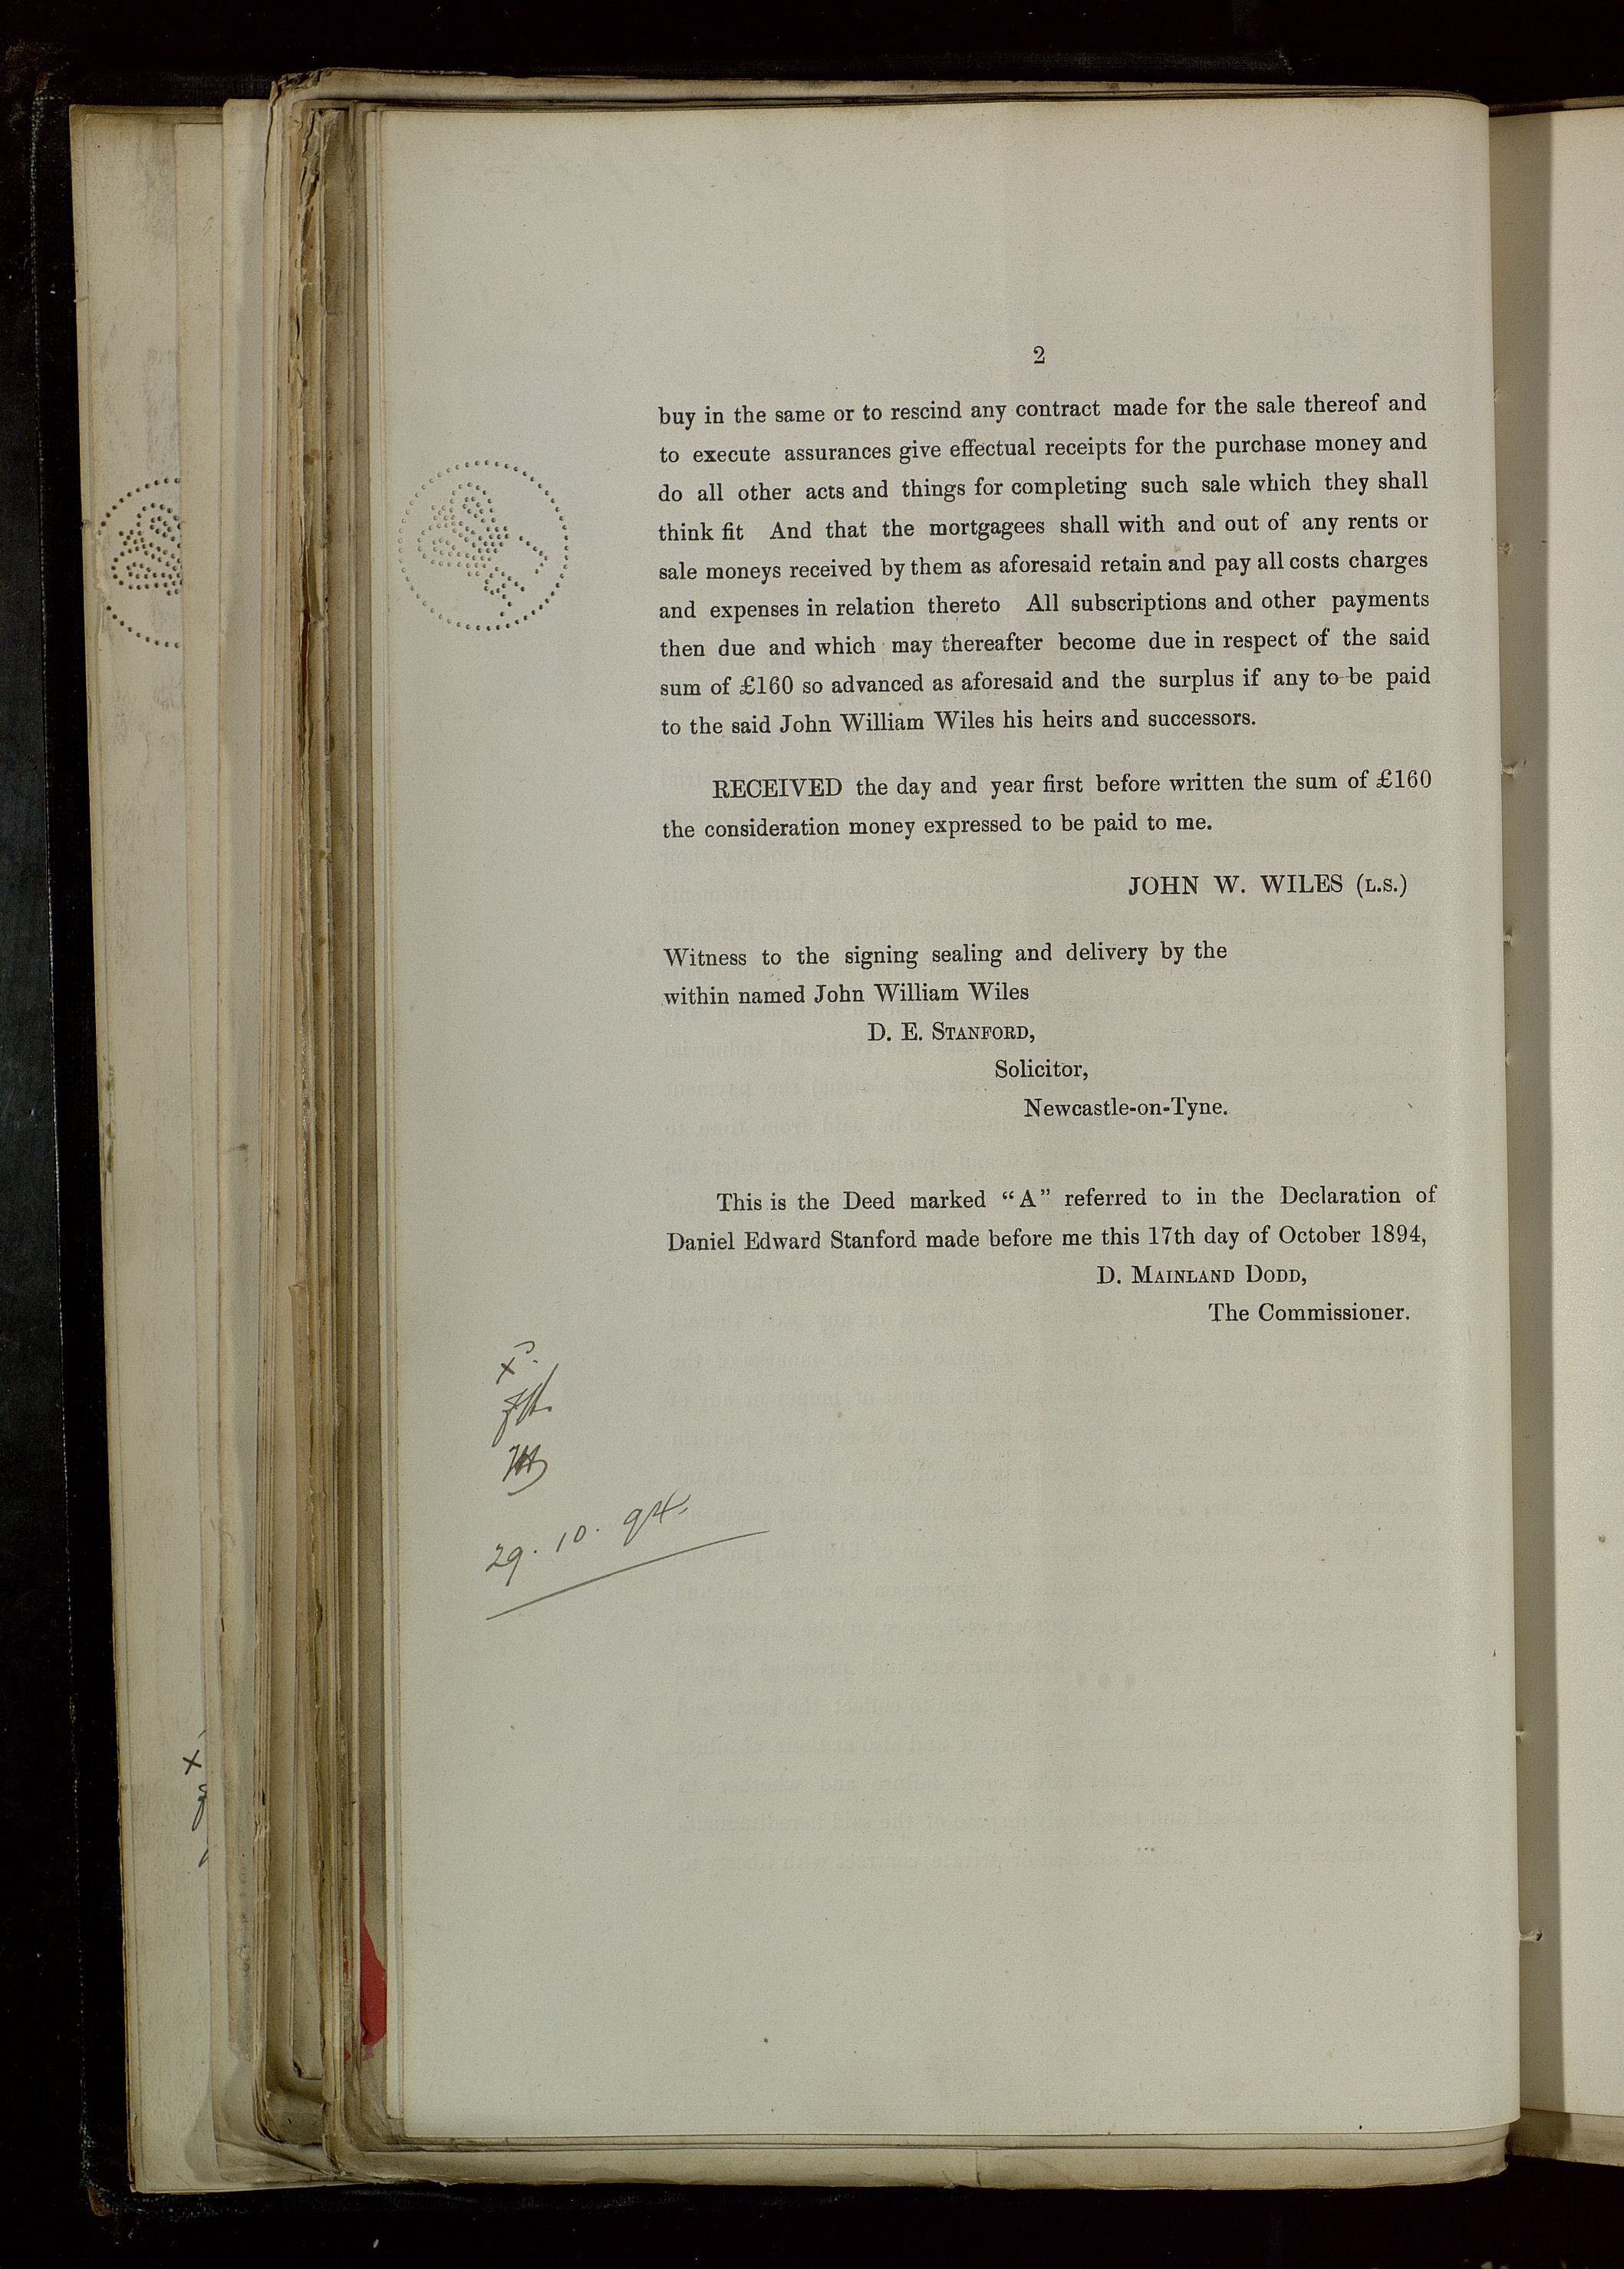 2
buy in the same or to rescind any contract made for the sale thereof and
to execute assurances give effectual receipts for the purchase money and
do all other acts and things for completing such sale which they shall
think fit And that the mortgagees shall with and out of any rents or
sale moneys received by them as aforesaid retain and pay all costs charges
and expenses in relation thereto All subscriptions and other payments
then due and which may thereafter become due in respect of the said
sum of £160 so advanced as aforesaid and the surplus if any to be paid
to the said John William Wiles his heirs and successors.
RECEIVED the day and year first before written the sum of £160
the consideration money expressed to be paid to me.
JOHN W. WILES (L.S.)
Witness to the signing sealing and delivery by the
within named John William Wiles
D. E. STANFORD,
Solicitor,
Newcastle-on-Tyne.
This is the Deed marked “A” referred to in the Declaration of
Daniel Edward Stanford made before me this 17th day of October 1894,
D. MAINLAND DODD,
The Commissioner.
29. 10. 94.